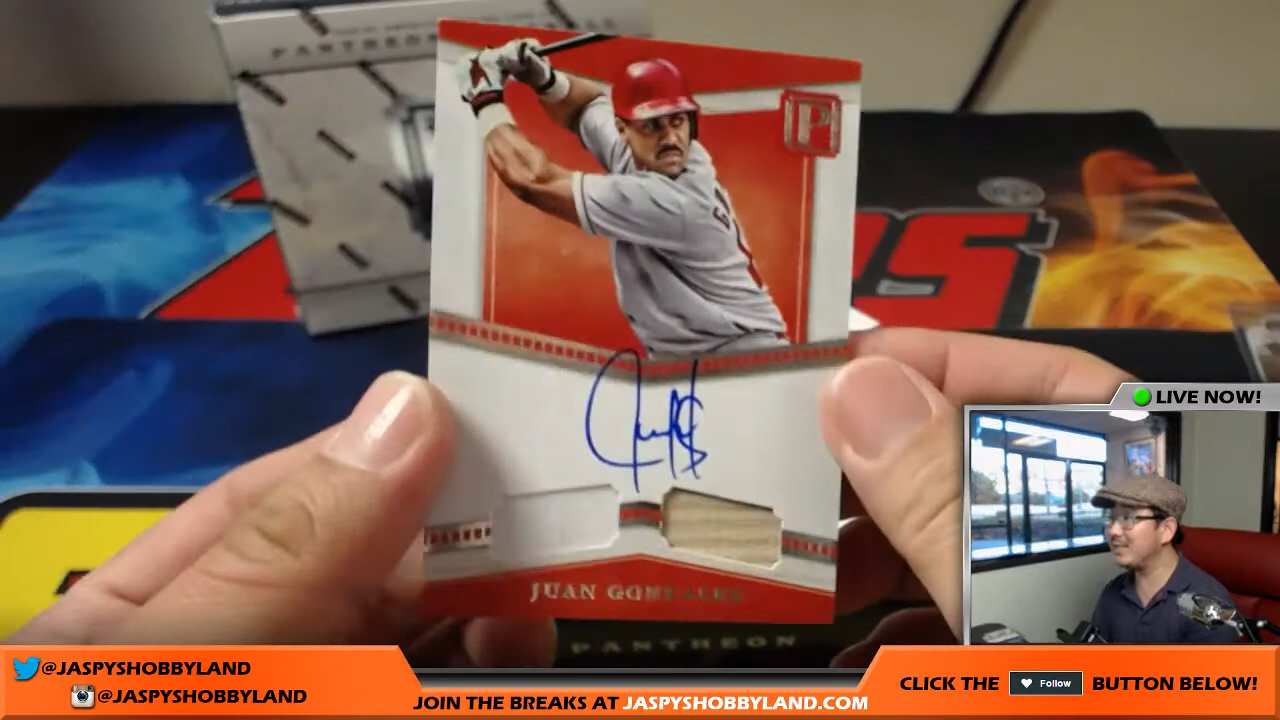 PANTHEON
P
JUAN GONZALEZ
PANTHEON
LIVE NOW!
@JASPYSHOBBYLAND
@JASPYSHOBBYLAND
JOIN THE BREAKS AT JASPYSHOBBYLAND.COM
CLICK THE Follow BUTTON BELOW!